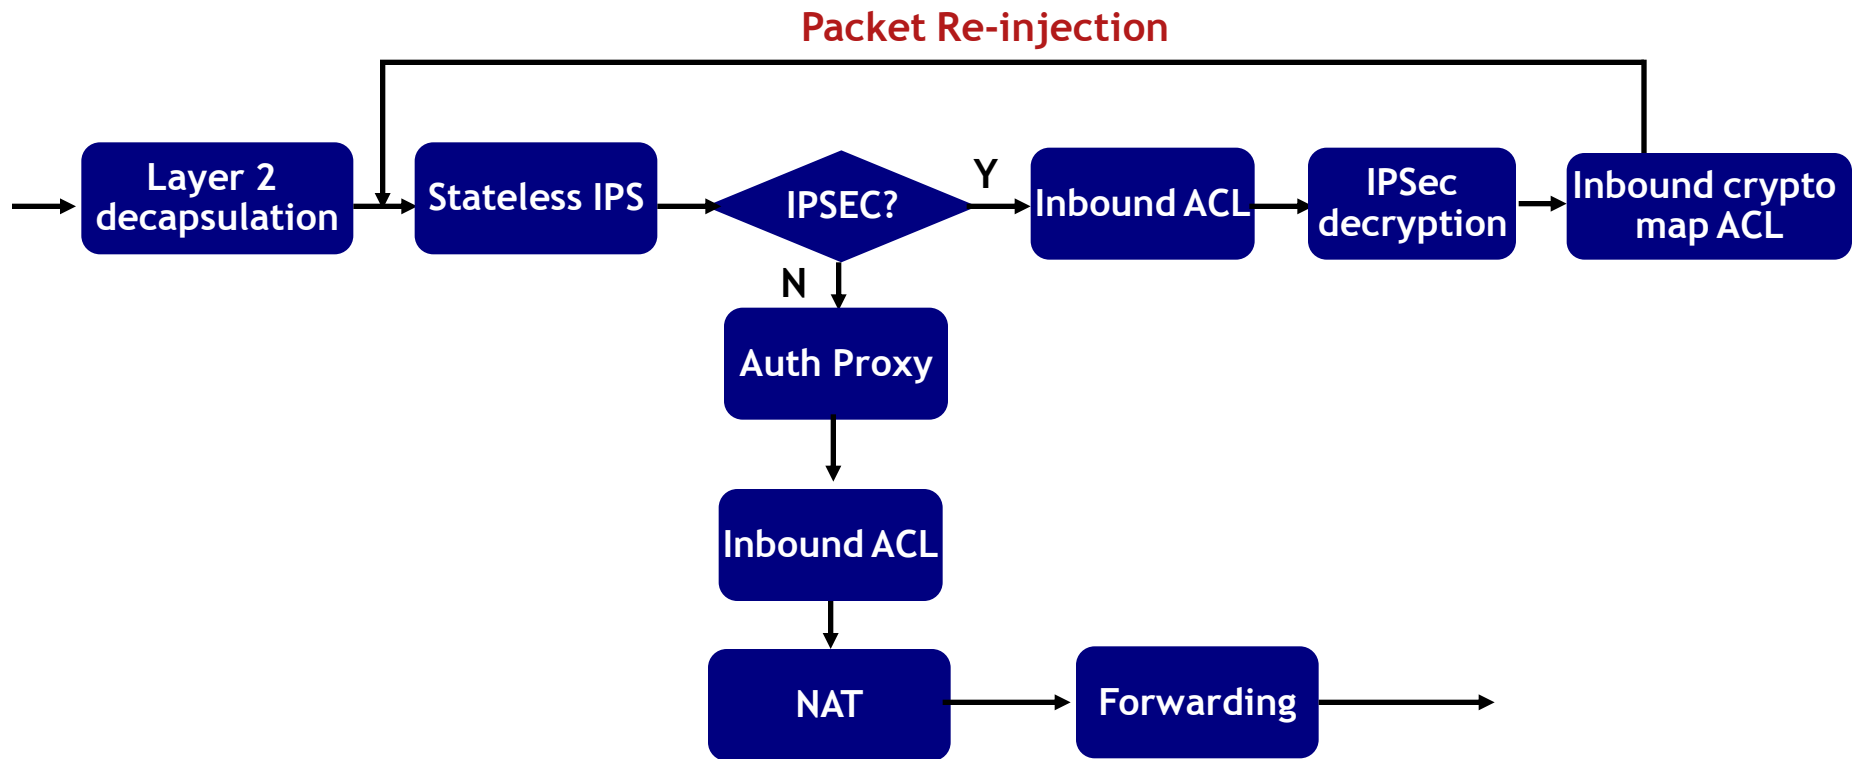 Packet Re-injection
Layer 2
decapsulation
Stateless IPS
IPSEC?
Y
Inbound ACL
IPSec
decryption
Inbound crypto
map ACL
N
Auth Proxy
Inbound ACL
NAT
Forwarding